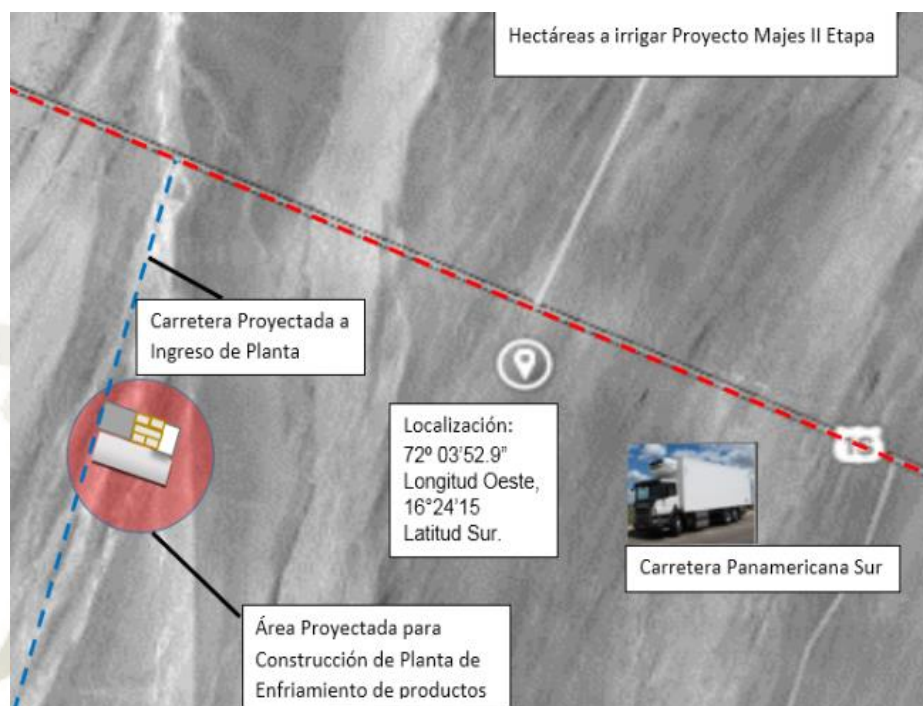 Hectáreas a irrigar Proyecto Majes II Etapa
Carretera Proyectada a
Ingreso de Planta
Localización:
72º 03'52.9”
Longitud Oeste,
16°24'15
Latitud Sur.
1S
Carretera Panamericana Sur
Área Proyectada para
Construcción de Planta de
Enfriamiento de productos